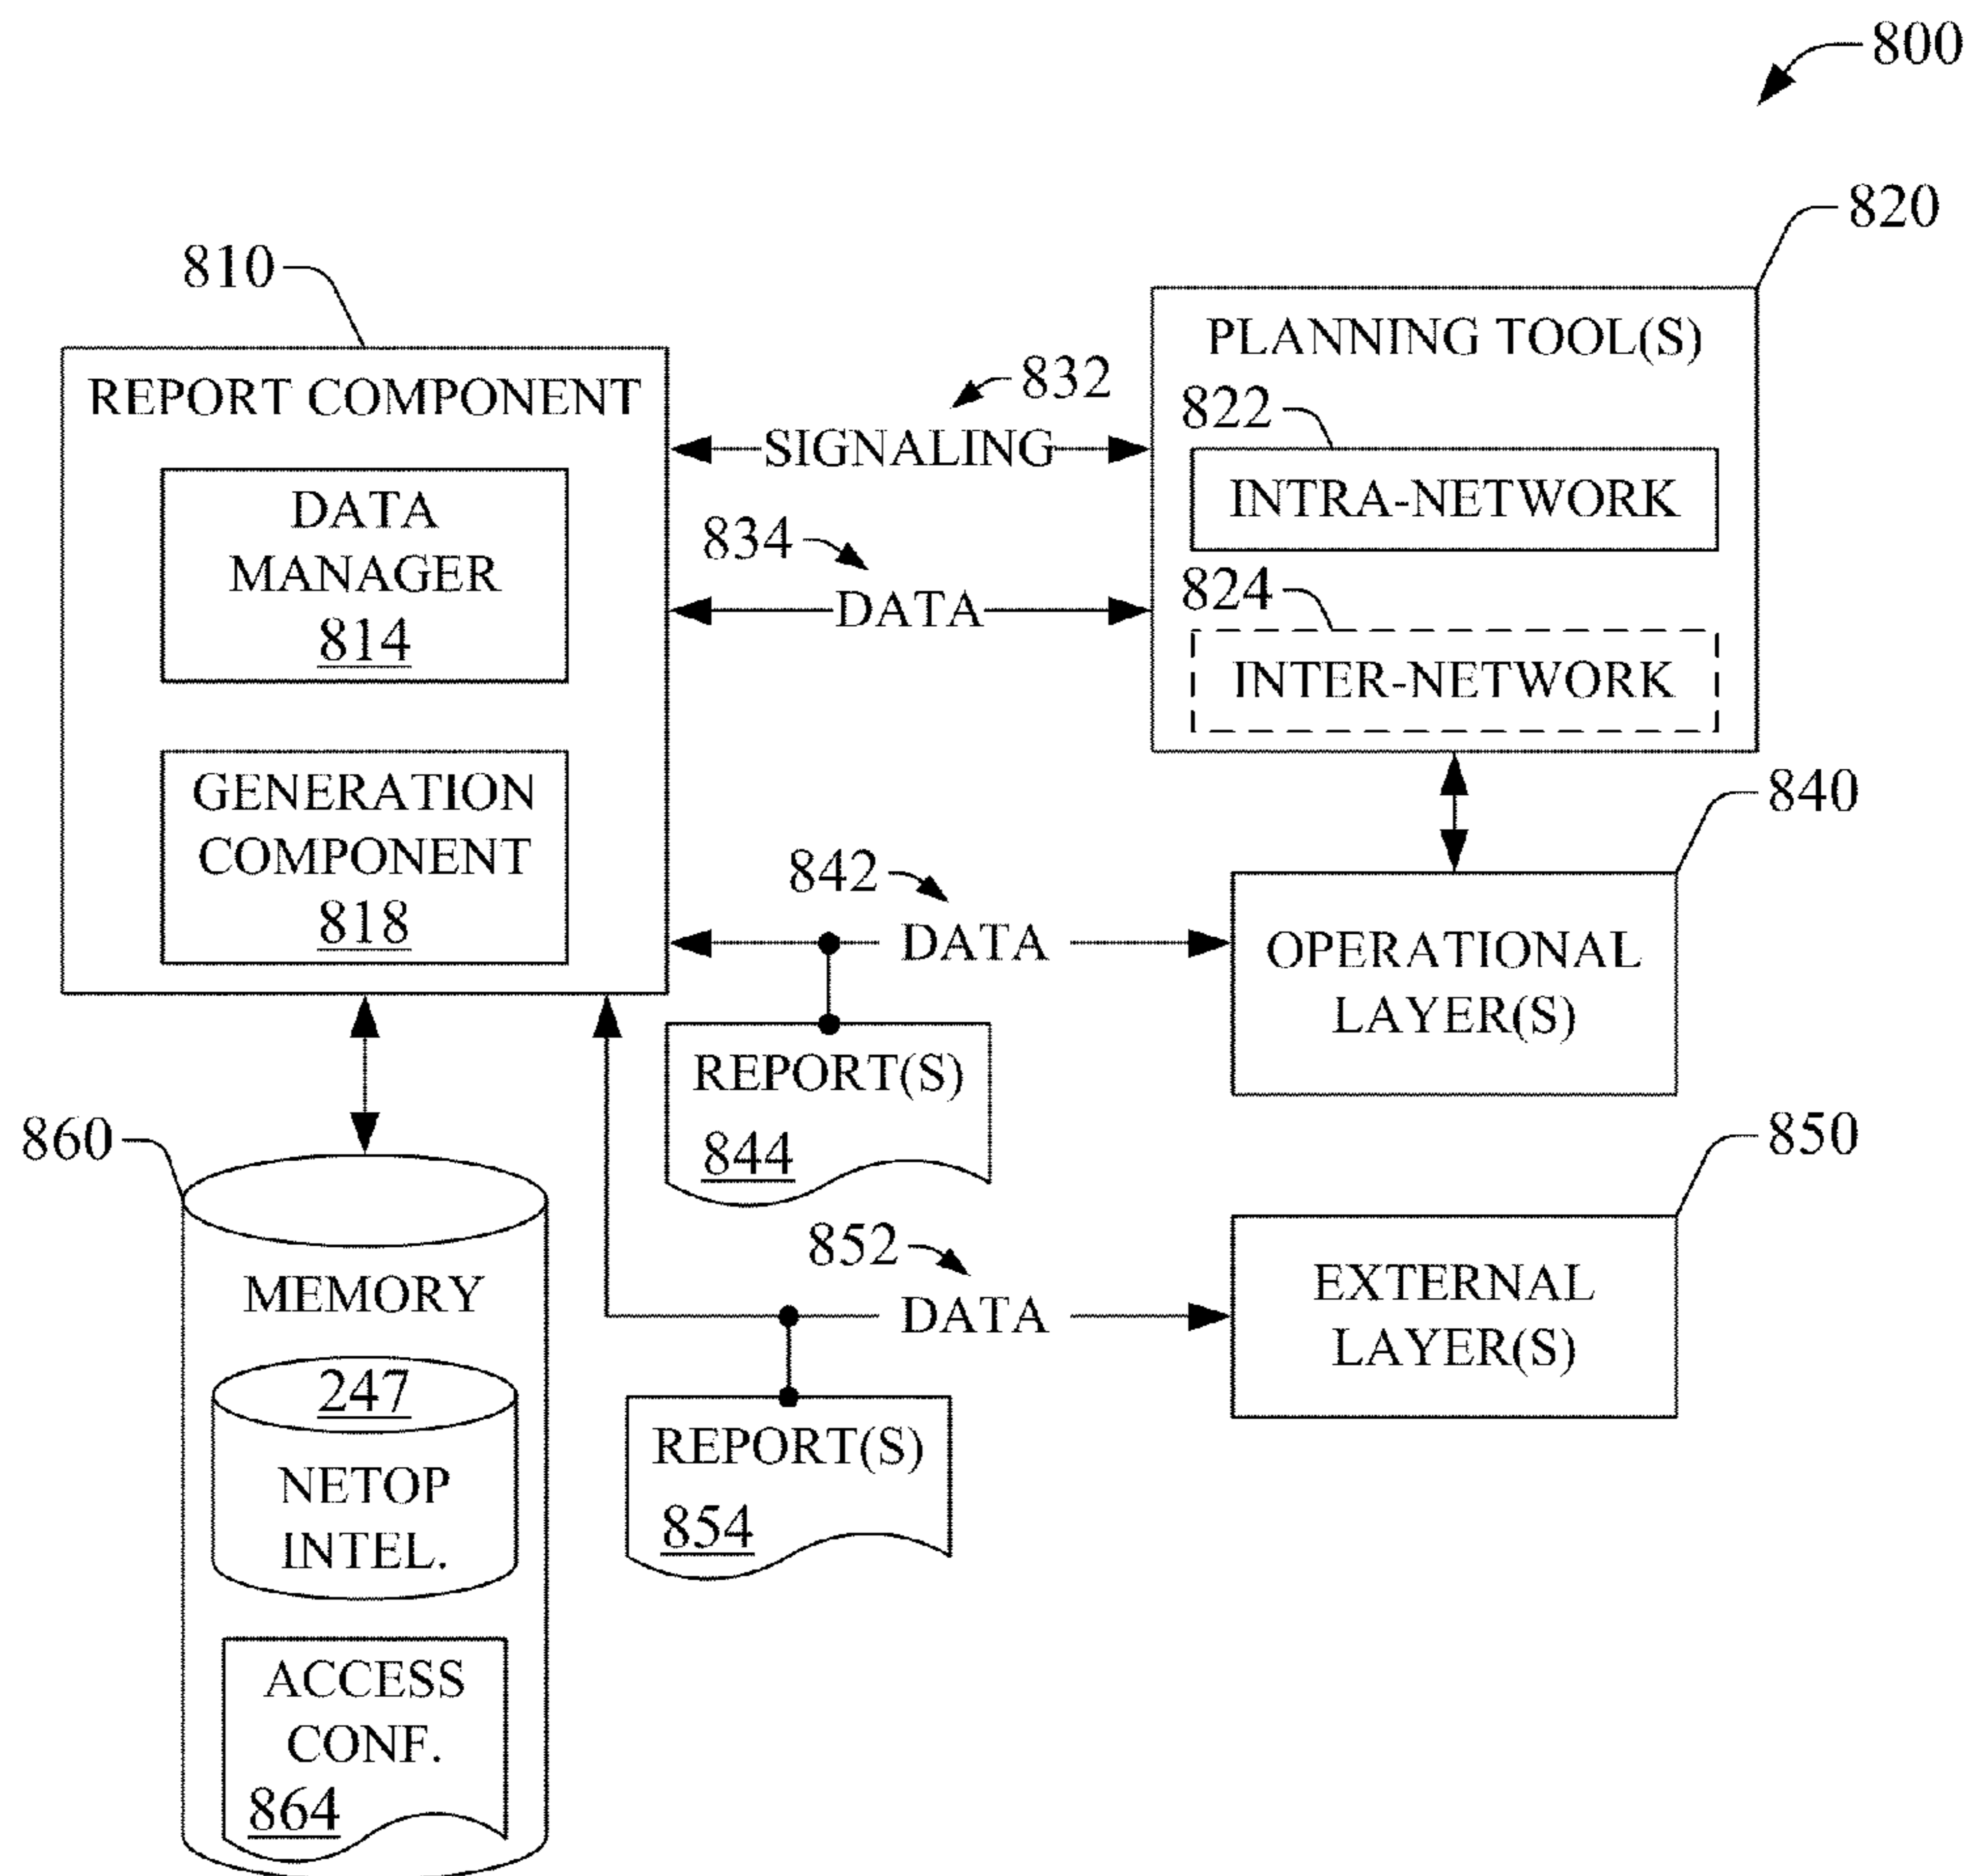 800
820
810
PLANNING TOOL(S)
REPORT COMPONENT
832
822
SIGNALING
INTRA-NETWORK
DATA
MANAGER
814
834
DATA
824
INTER-NETWORK
GENERATION
COMPONENT
818
840
842
DATA
OPERATIONAL
LAYER(S)
REPORT(S)
844
860
850
852
DATA
EXTERNAL
LAYER(S)
MEMORY
247
NETOP
INTEL.
REPORT(S)
854
ACCESS
CONF.
864